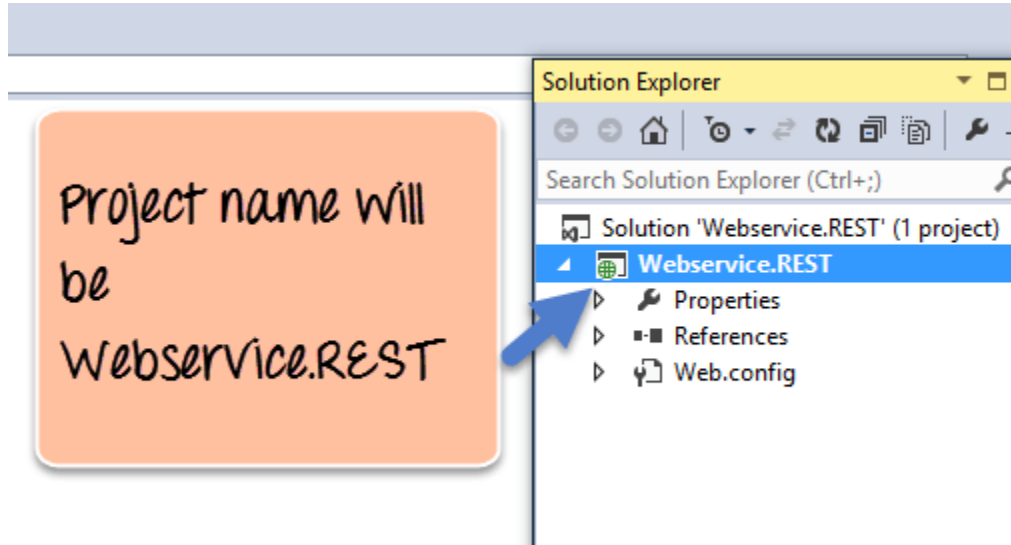 Project name will
be
Webservice.REST
Solution Explorer
Search Solution Explorer (Ctrl+;)
Solution 'Webservice.REST' (1 project)
Webservice.REST
Properties
References
Web.config